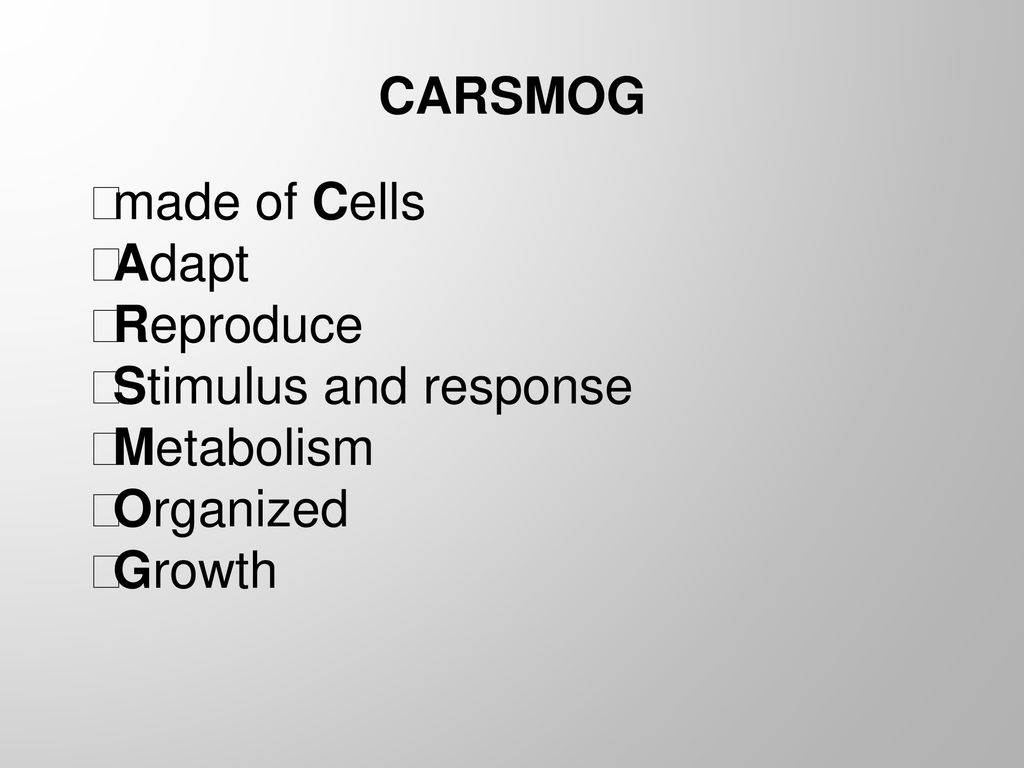 CARSMOG
made of Cells
Adapt
Reproduce
Stimulus and response
Metabolism
Organized
Growth